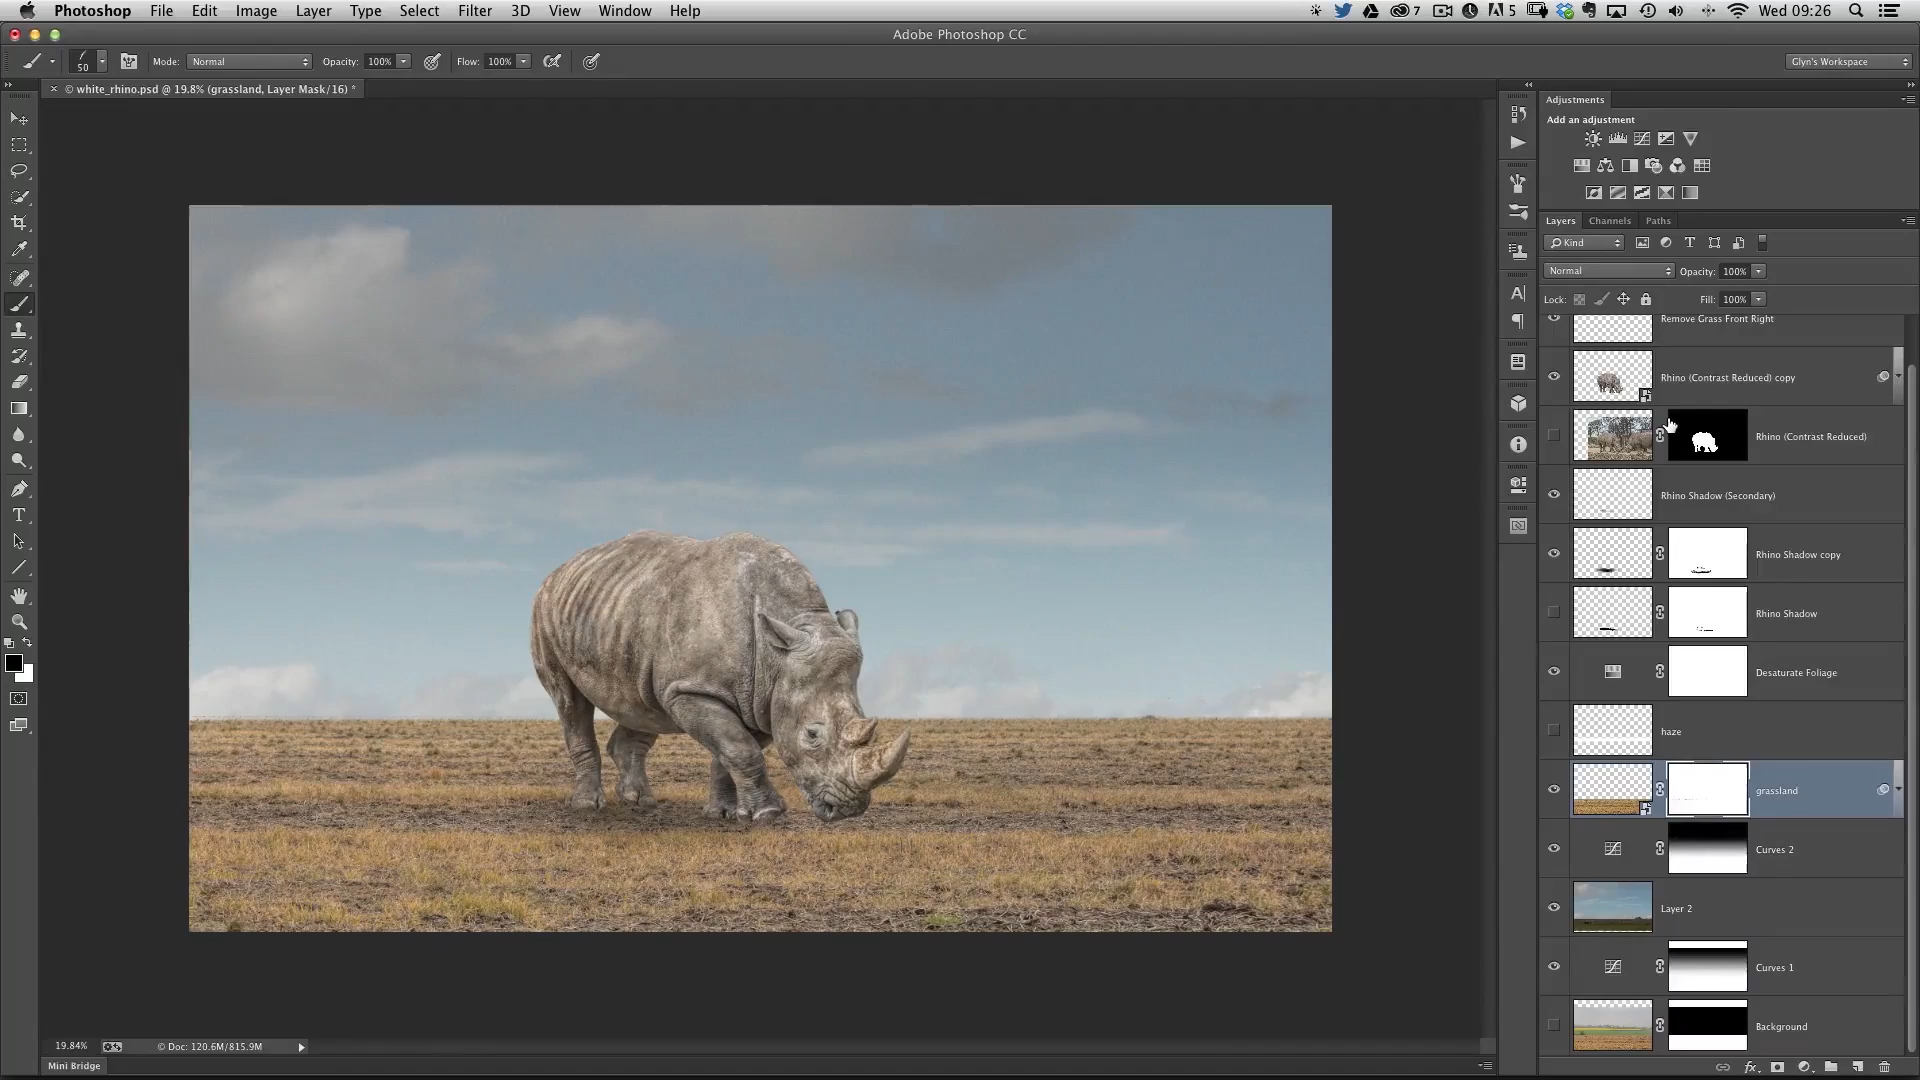 Photoshop File Edit Image Layer Type Select Filter 3D View Window Help 7 5 Wed 09:26
Adobe Photoshop CC
50 Mode: Normal Opacity: 100% Flow: 100% Glyn's Workspace
× © white_rhino.psd @ 19.8% (grassland, Layer Mask/16) *
Adjustments
Add an adjustment
Layers Channels Paths
Kind
Normal Opacity: 100%
Lock: Fill: 100%
Remove Grass Front Right
Rhino (Contrast Reduced) copy
Rhino (Contrast Reduced)
Rhino Shadow (Secondary)
Rhino Shadow copy
Rhino Shadow
Desaturate Foliage
haze
grassland
Curves 2
Layer 2
Curves 1
Background
19.84% © Doc: 120.6M/815.9M
Mini Bridge